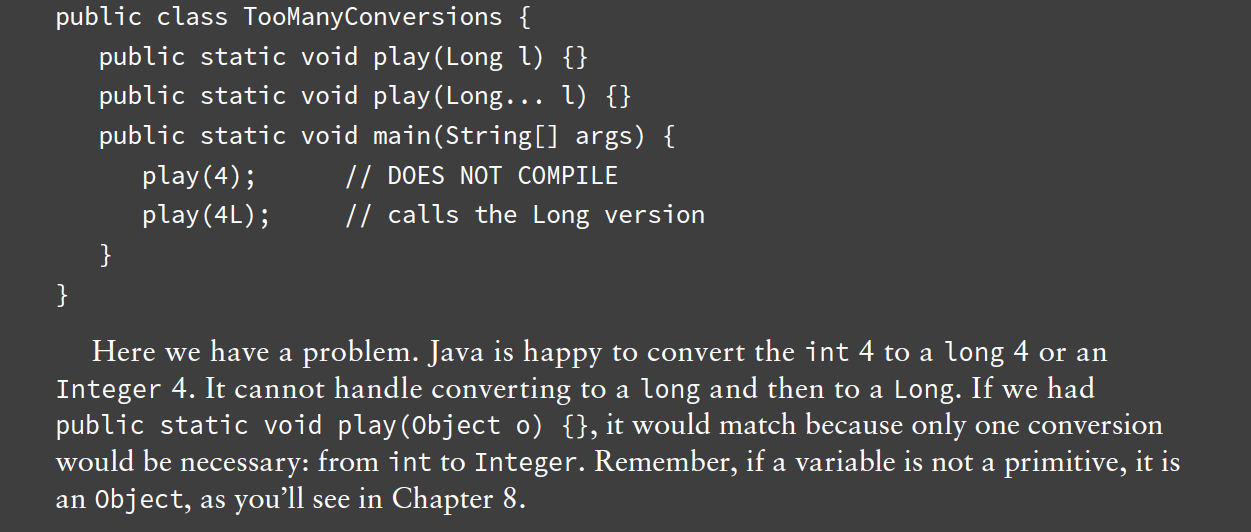 public class TooManyConversions {
public static void play(Long l) {}
public static void play(Long... l) {}
public static void main(String[] args) {
play(4);      // DOES NOT COMPILE
play(4L);     // calls the Long version
}
}
Here we have a problem. Java is happy to convert the int 4 to a long 4 or an
Integer 4. It cannot handle converting to a long and then to a Long. If we had
public static void play(Object o) {}, it would match because only one conversion
would be necessary: from int to Integer. Remember, if a variable is not a primitive, it is
an Object, as you’ll see in Chapter 8.